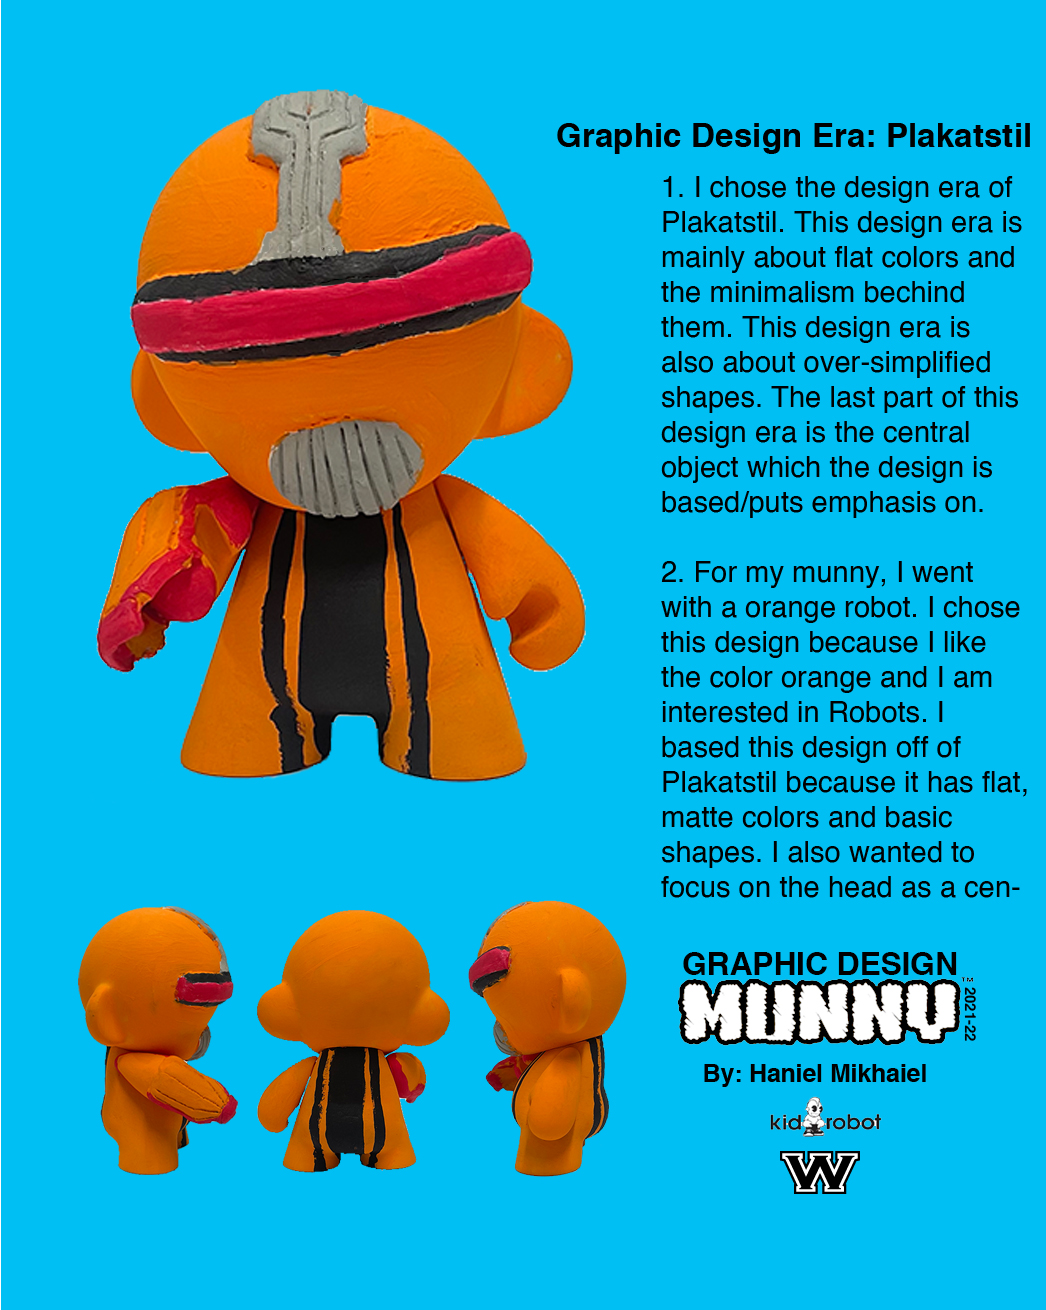 Graphic Design Era: Plakatstil
1. I chose the design era of
Plakatstil. This design era is
mainly about flat colors and
the minimalism bechind
them. This design era is
also about over-simplified
shapes. The last part of this
design era is the central
object which the design is
based/puts emphasis on.
2. For my munny, I went
with a orange robot. I chose
this design because I like
the color orange and I am
interested in Robots. I
based this design off of
Plakatstil because it has flat,
matte colors and basic
shapes. I also wanted to
focus on the head as a cen-
GRAPHIC DESIGN
MUNNY™
2021-22
By: Haniel Mikhaiel
kidrobot
W